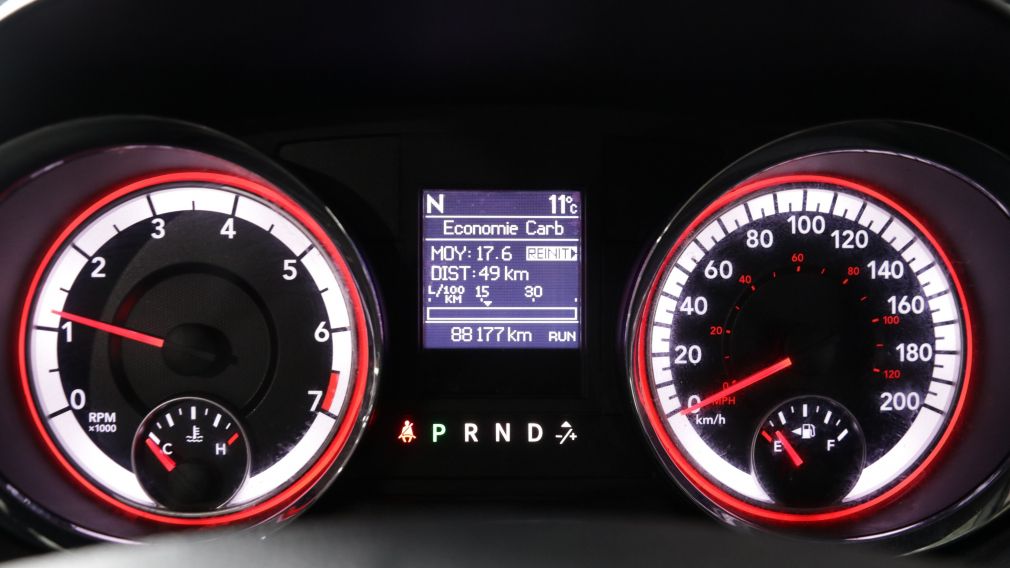 0 1 2 3 4 5 6 7
RPM
x1000
C H
N 11°C
Economie Carb
MOY: 17.6 REINIT
DIST: 49 km
L/100 KM 15 30
88177 km RUN
P R N D -/+
0 20 40 60 80 100 120 140 160 180 200
km/h
0 20 40 60 80 100 120
MPH
E F